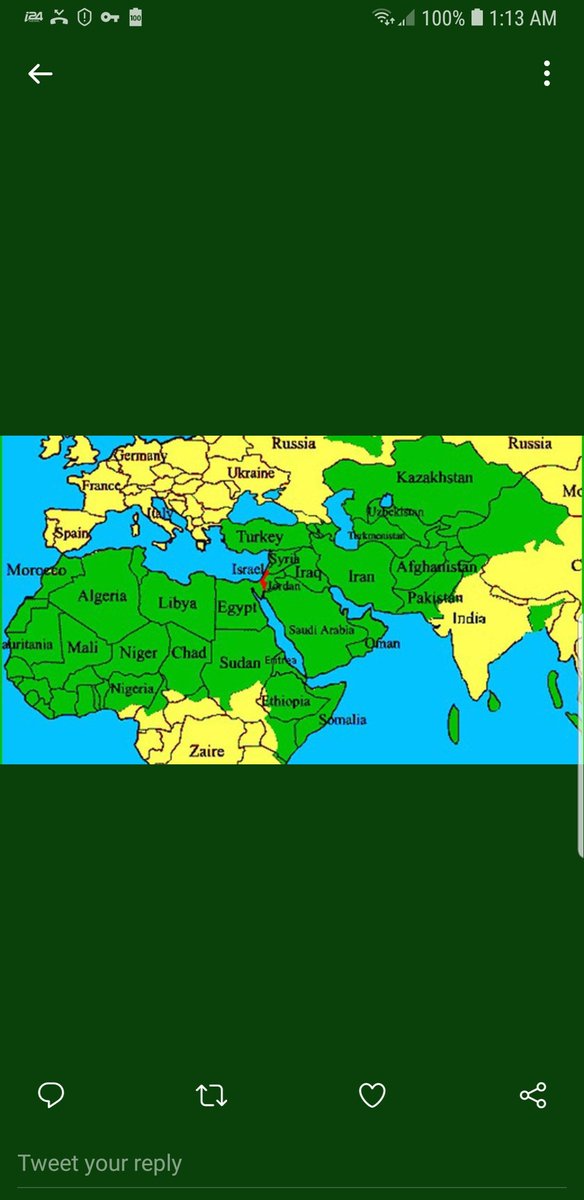 i24 100 100% 1:13 AM
Russia Russia
Germany
Ukraine
France
Kazakhstan
Mo
Italy
Uzbekistan
Spain
Turkey
Turkmenistan
Syria
Morocco
Israel
Iraq
Iran
Afghanistan
C
Jordan
Algeria
Libya
Egypt
Pakistan
India
Saudi Arabia
auritania
Mali
Niger
Chad
Oman
Sudan
Eritrea
Nigeria
Ethiopia
Somalia
Zaire
Tweet your reply